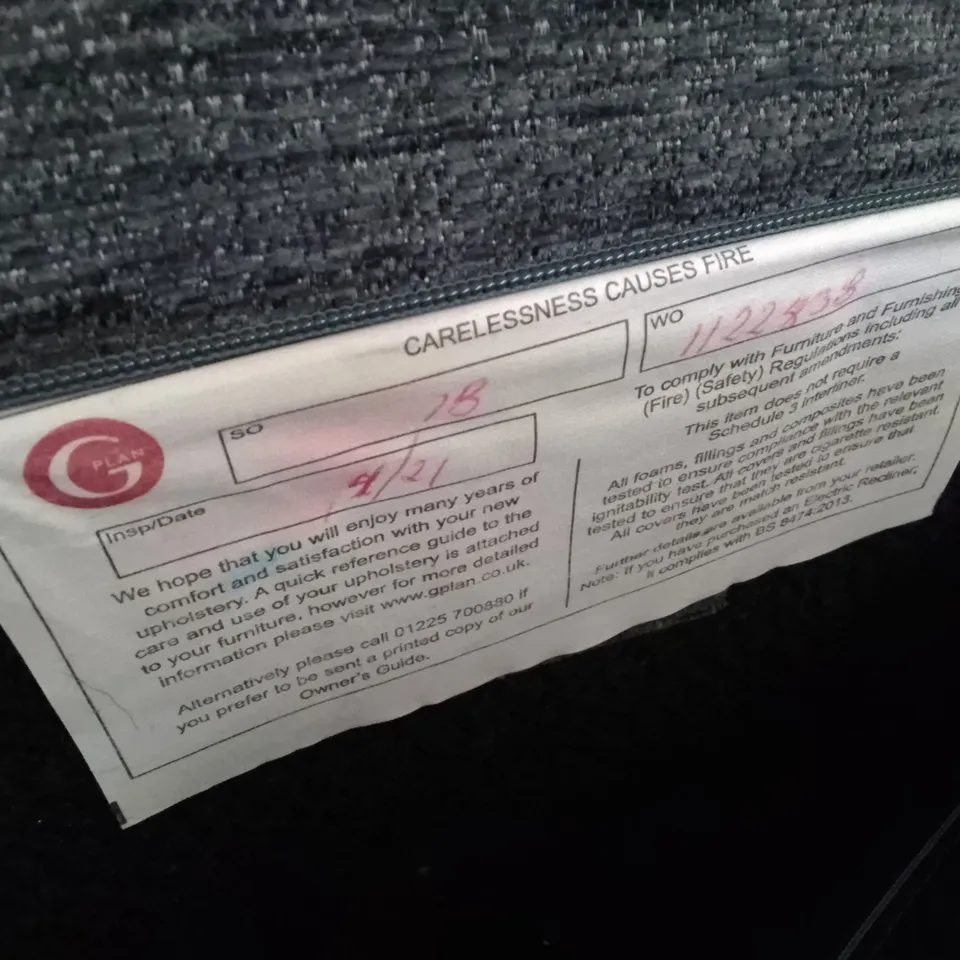 CARELESSNESS CAUSES FIRE
G PLAN
SO
18
WO
Insp/Date
/21
We hope that you will enjoy many years of
comfort and satisfaction with your new
upholstery. A quick reference guide to the
care and use of your upholstery is attached
to your furniture, however for more detailed
information please visit www.gplan.co.uk.
Alternatively please call 01225 700880 if
you prefer to be sent a printed copy of our
Owner's Guide.
To comply with Furniture and Furnishing
(Fire) (Safety) Regulations including all
subsequent amendments:
This item does not require a
Schedule 3 interliner.
All foams, fillings and composites have been
tested to ensure compliance with the relevant
ignitability test. All covers and fillings have been
tested to ensure that they are cigarette resistant.
All covers have been tested to ensure that
they are match resistant.
Further details are available from your retailer.
Note: If you have purchased an Electric Recliner,
it complies with BS 8474:2013.